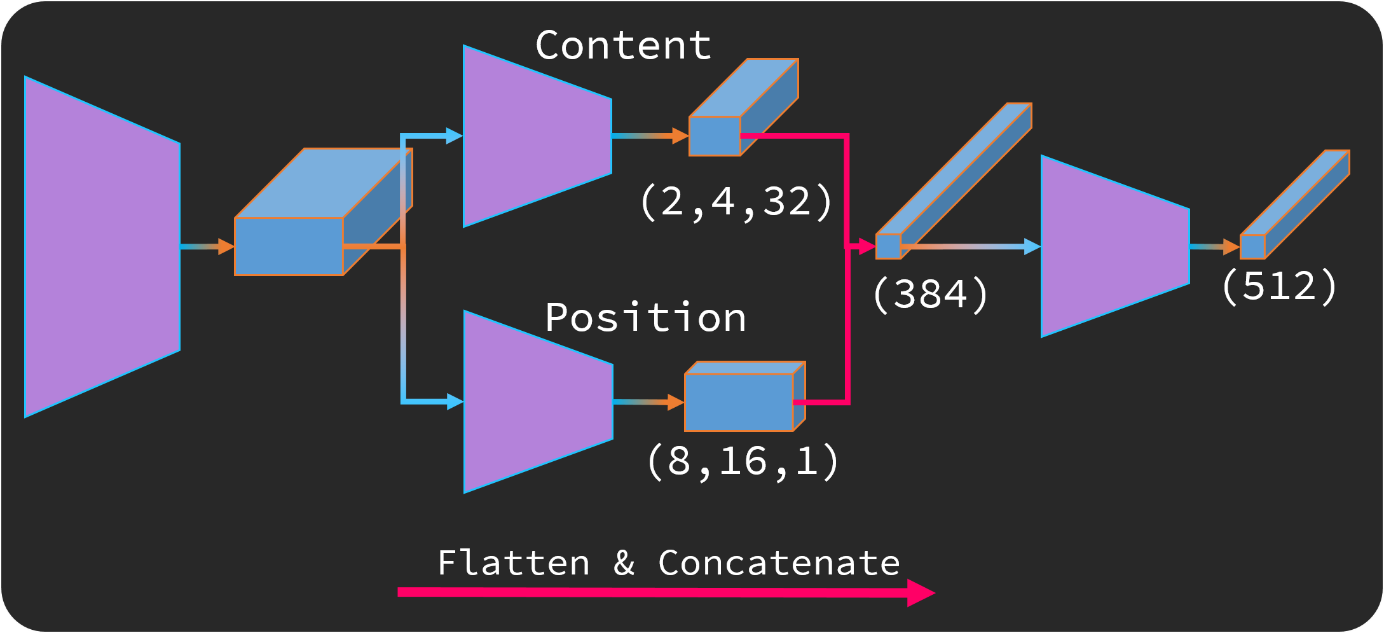 Content
(2,4,32)
(384)
(512)
Position
(8,16,1)
Flatten & Concatenate